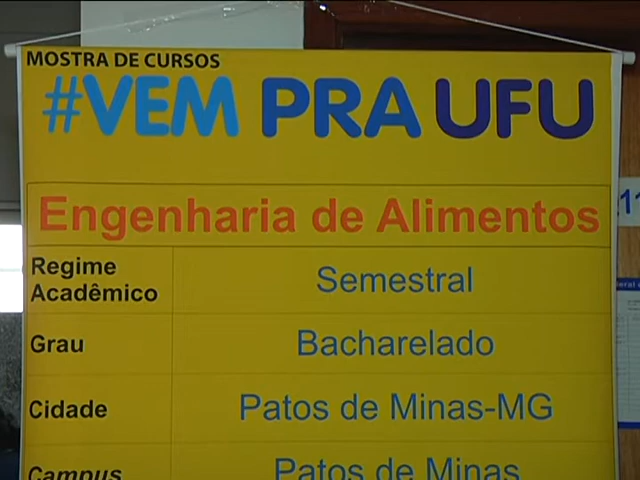 MOSTRA DE CURSOS
#VEM PRA UFU
Engenharia de Alimentos
Regime Acadêmico
Semestral
Grau
Bacharelado
Cidade
Patos de Minas-MG
Campus
Patos de Minas